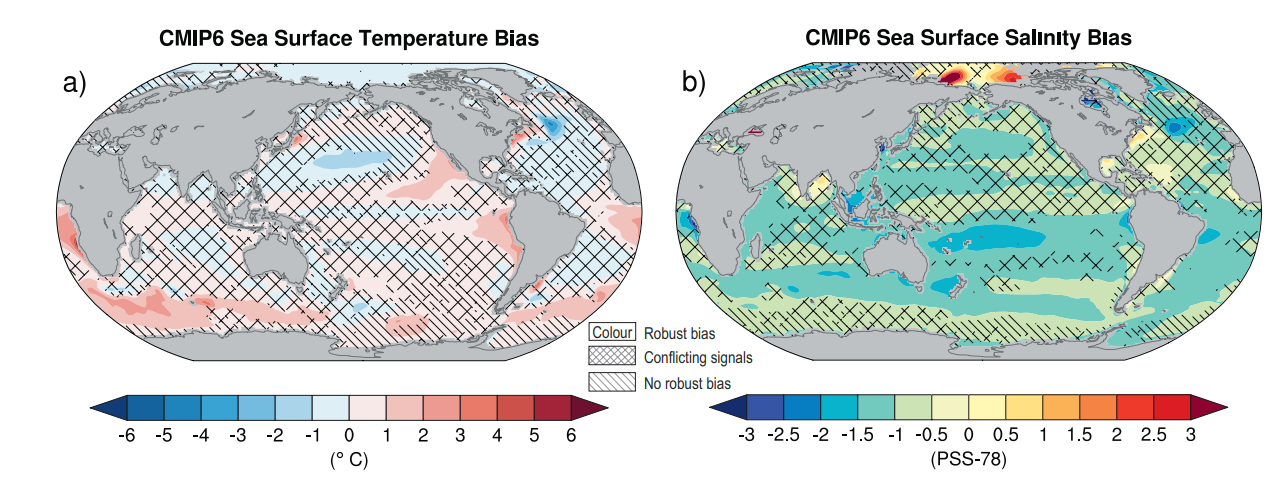 CMIP6 Sea Surface Temperature Bias
CMIP6 Sea Surface Salinity Bias
a)
b)
Colour Robust bias
Conflicting signals
No robust bias
-6 -5 -4 -3 -2 -1 0 1 2 3 4 5 6
(° C)
-3 -2.5 -2 -1.5 -1 -0.5 0 0.5 1 1.5 2 2.5 3
(PSS-78)